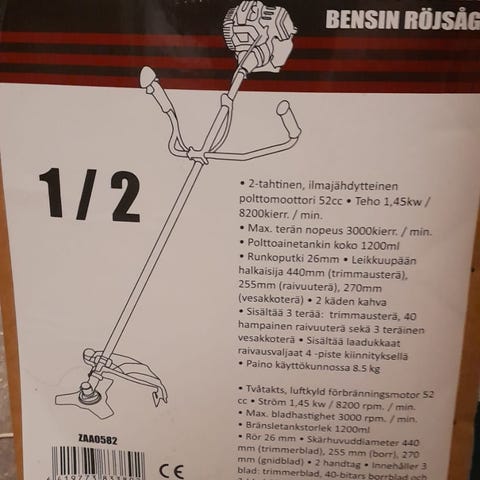 BENSIN RÖJSÅG
1/2
• 2-tahtinen, ilmajähdytteinen
polttomoottori 52cc • Teho 1,45kw /
8200kierr. / min.
• Max. terän nopeus 3000kierr. / min.
• Polttoainetankin koko 1200ml
• Runkoputki 26mm • Leikkuupään
halkaisija 440mm (trimmausterä),
255mm (raivuuterä), 270mm
(vesakkoterä) • 2 käden kahva
• Sisältää 3 terää: trimmausterä, 40
hampainen raivuuterä sekä 3 teräinen
vesakkoterä • Sisältää laadukkaat
raivausvaljaat 4 -piste kiinnityksellä
• Paino käyttökunnossa 8.5 kg
• Tvåtakts, luftkyld förbränningsmotor 52
cc • Ström 1,45 kw / 8200 rpm. / min.
• Max. bladhastighet 3000 rpm. / min.
• Bränsletankstorlek 1200ml
• Rör 26 mm • Skärhuvuddiameter 440
mm (trimmerblad), 255 mm (borr), 270
mm (gnidblad) • 2 handtag • Innehåller 3
blad: trimmerblad, 40-bitars borrblad och
ZAA0582
CE